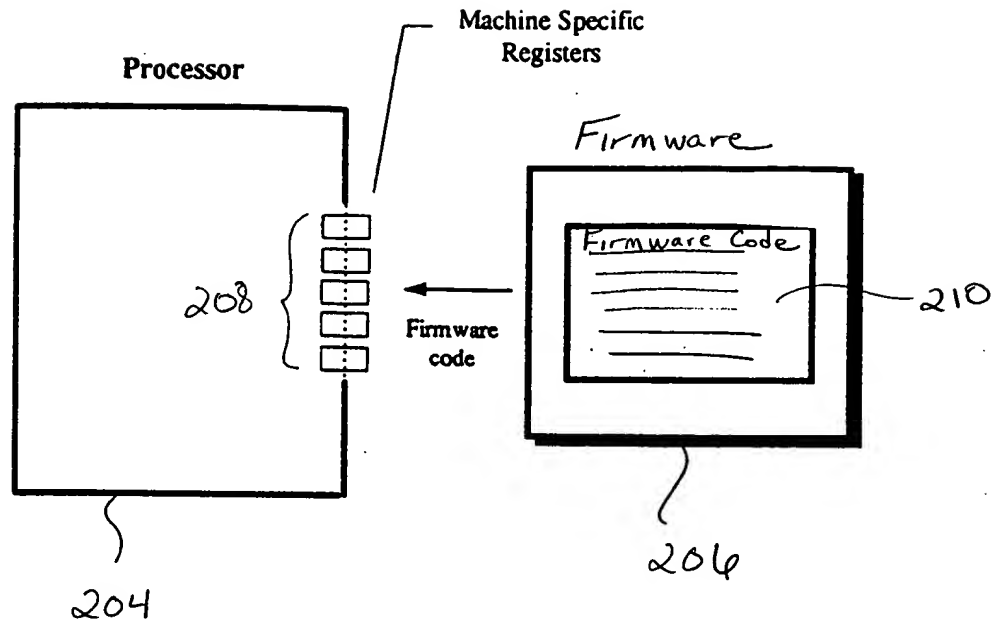 Machine Specific
Registers
Processor
Firmware
Firmware Code
208
210
Firmware
code
204
206